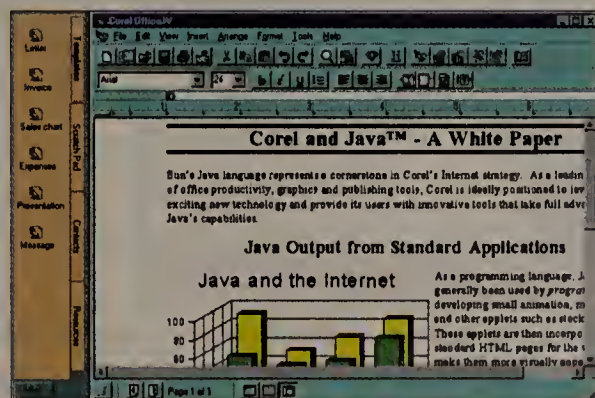 Corel Office JV
File Edit View Insert Arrange Format Tools Help
Arial 24
Letter
Invoice
Sales chart
Expenses
Presentation
Message
Templates
Scratch Pad
Contacts
Resources
Corel and Java™ - A White Paper
Sun's Java language represents a cornerstone in Corel's Internet strategy. As a leadin
of office productivity, graphics and publishing tools, Corel is ideally positioned to lev
exciting new technology and provide its users with innovative tools that take full adva
Java's capabilities.
Java Output from Standard Applications
Java and the Internet
100
80
60
As a programming language, J
generally been used by progra
developing small animation, m
and other applets such as stock
These applets are then incorpo
standard HTML pages for the
make them more visually
Page 1 of 1